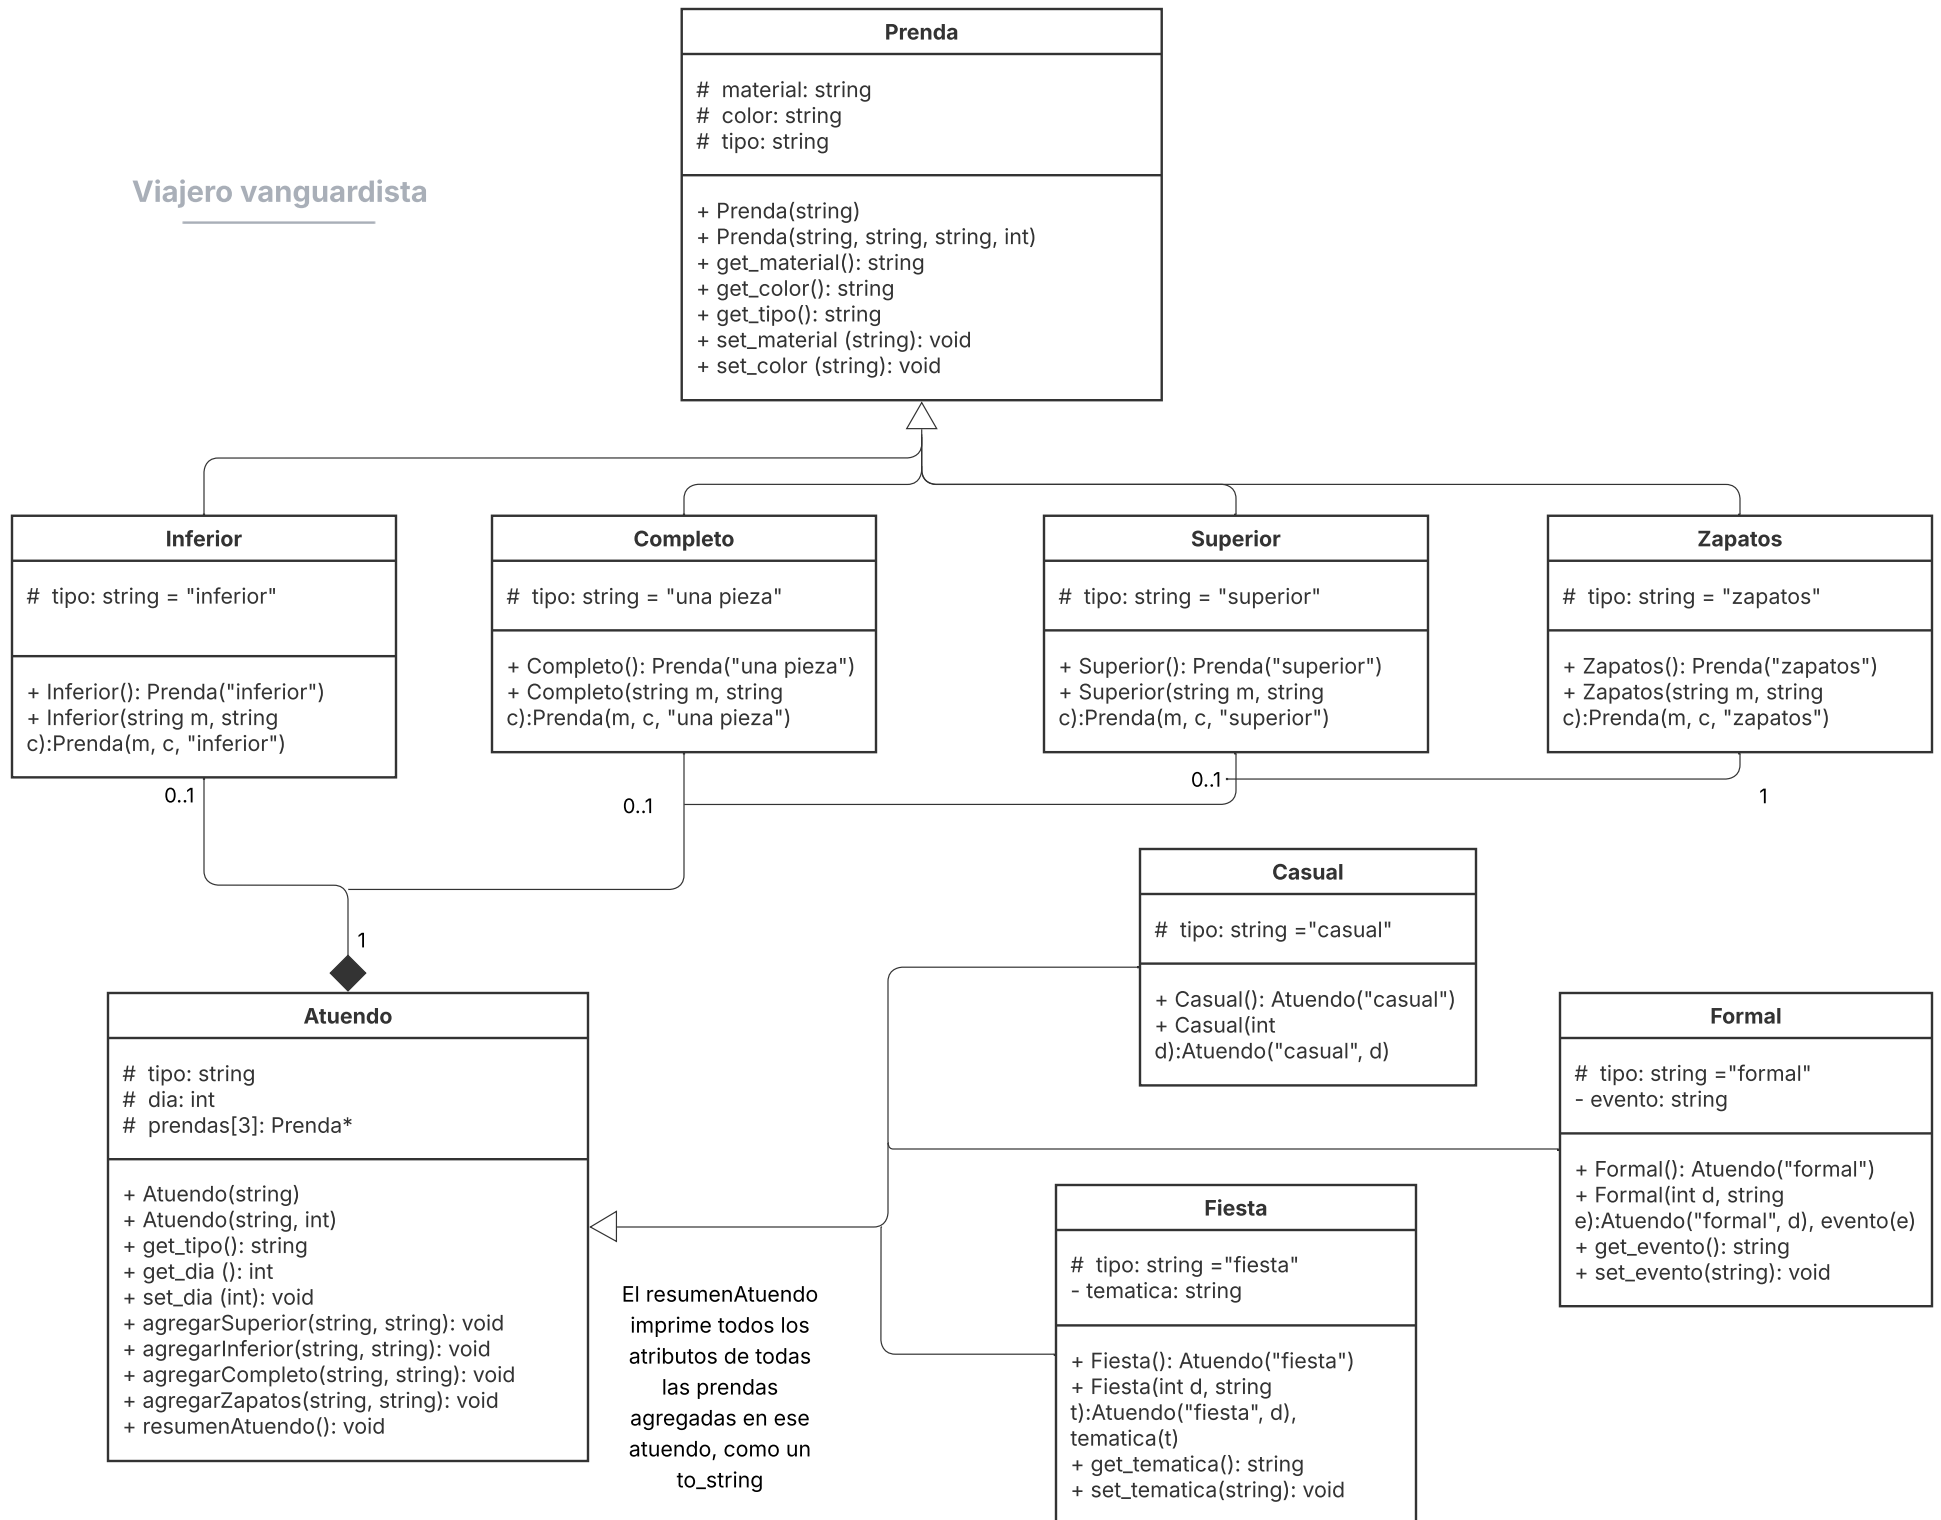 Viajero vanguardista
Prenda
# material: string
# color: string
# tipo: string
+ Prenda(string)
+ Prenda(string, string, string, int)
+ get_material(): string
+ get_color(): string
+ get_tipo(): string
+ set_material (string): void
+ set_color (string): void
Inferior
# tipo: string = "inferior"
+ Inferior(): Prenda("inferior")
+ Inferior(string m, string
c):Prenda(m, c, "inferior")
0..1
Completo
# tipo: string = "una pieza"
+ Completo(): Prenda("una pieza")
+ Completo(string m, string
c):Prenda(m, c, "una pieza")
0..1
Superior
# tipo: string = "superior"
+ Superior(): Prenda("superior")
+ Superior(string m, string
c):Prenda(m, c, "superior")
0..1
Zapatos
# tipo: string = "zapatos"
+ Zapatos(): Prenda("zapatos")
+ Zapatos(string m, string
c):Prenda(m, c, "zapatos")
1
1
Atuendo
# tipo: string
# dia: int
# prendas[3]: Prenda*
+ Atuendo(string)
+ Atuendo(string, int)
+ get_tipo(): string
+ get_dia (): int
+ set_dia (int): void
+ agregarSuperior(string, string): void
+ agregarInferior(string, string): void
+ agregarCompleto(string, string): void
+ agregarZapatos(string, string): void
+ resumenAtuendo(): void
El resumenAtuendo
imprime todos los
atributos de todas
las prendas
agregadas en ese
atuendo, como un
to_string
Casual
# tipo: string ="casual"
+ Casual(): Atuendo("casual")
+ Casual(int
d):Atuendo("casual", d)
Formal
# tipo: string ="formal"
- evento: string
+ Formal(): Atuendo("formal")
+ Formal(int d, string
e):Atuendo("formal", d), evento(e)
+ get_evento(): string
+ set_evento(string): void
Fiesta
# tipo: string ="fiesta"
- tematica: string
+ Fiesta(): Atuendo("fiesta")
+ Fiesta(int d, string
t):Atuendo("fiesta", d),
tematica(t)
+ get_tematica(): string
+ set_tematica(string): void